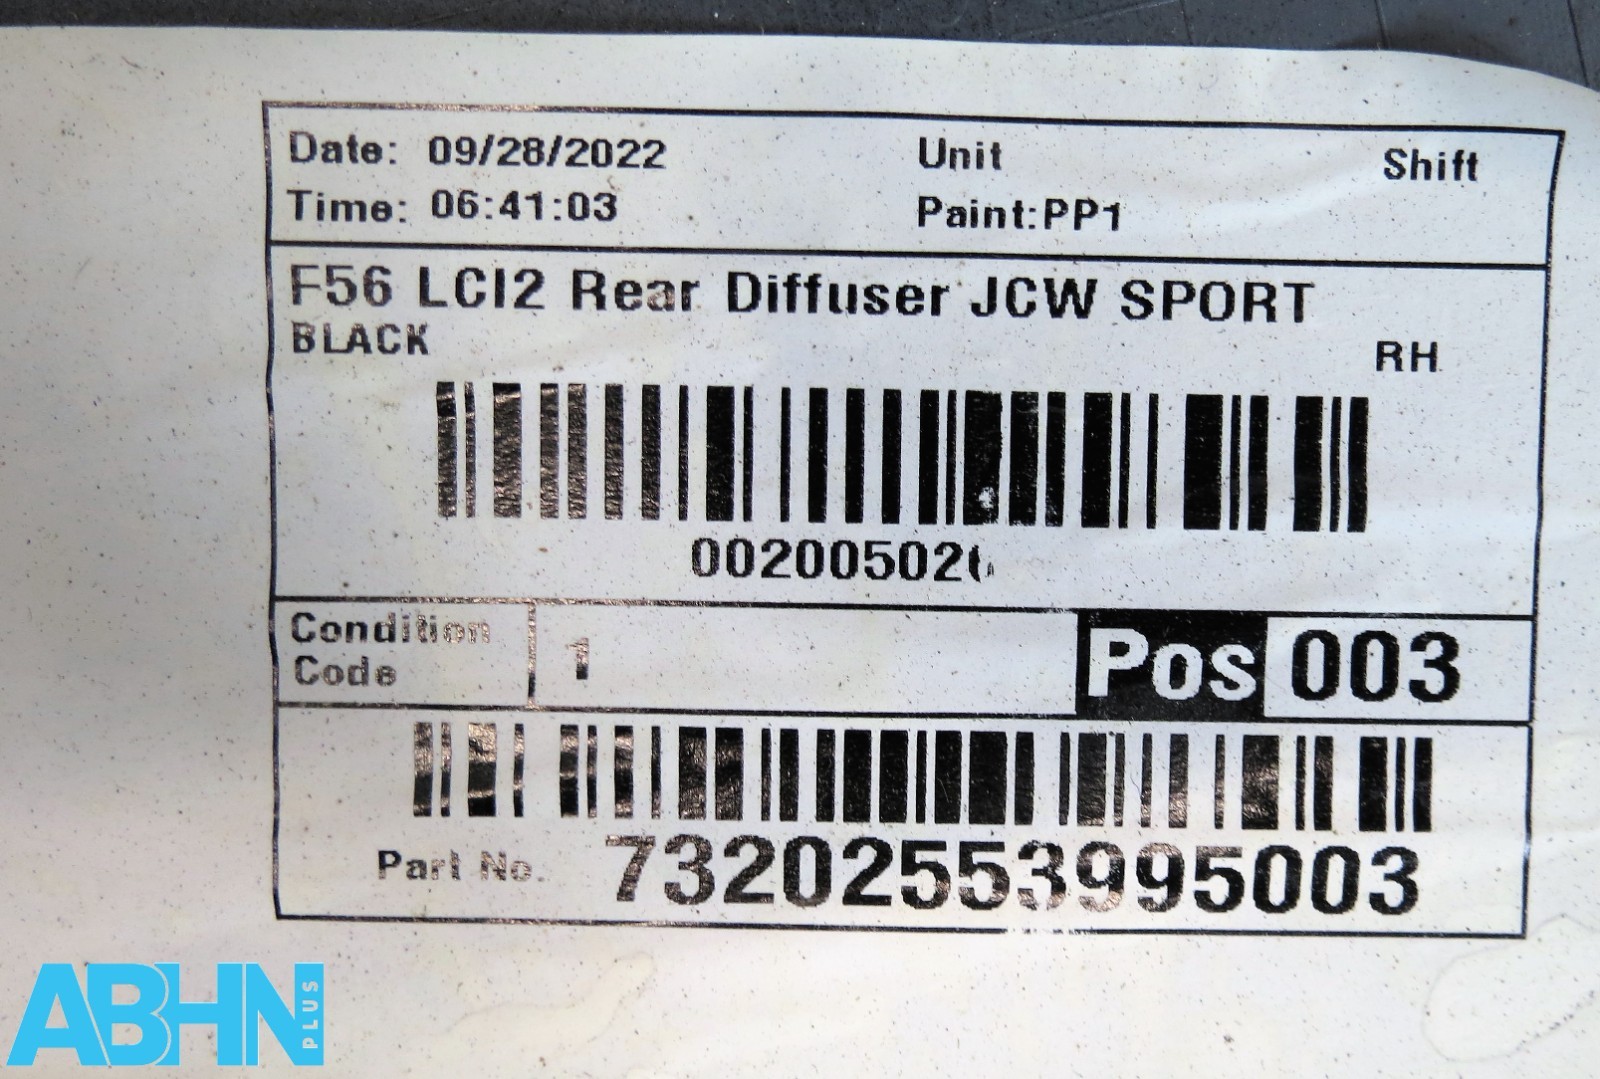 Date: 09/28/2022 Unit Shift
Time: 06:41:03 Paint:PP1
F56 LCI2 Rear Diffuser JCW SPORT
BLACK RH
Condition Code 1 Pos 003
Part No. 73202553995003
ABHN PLUS